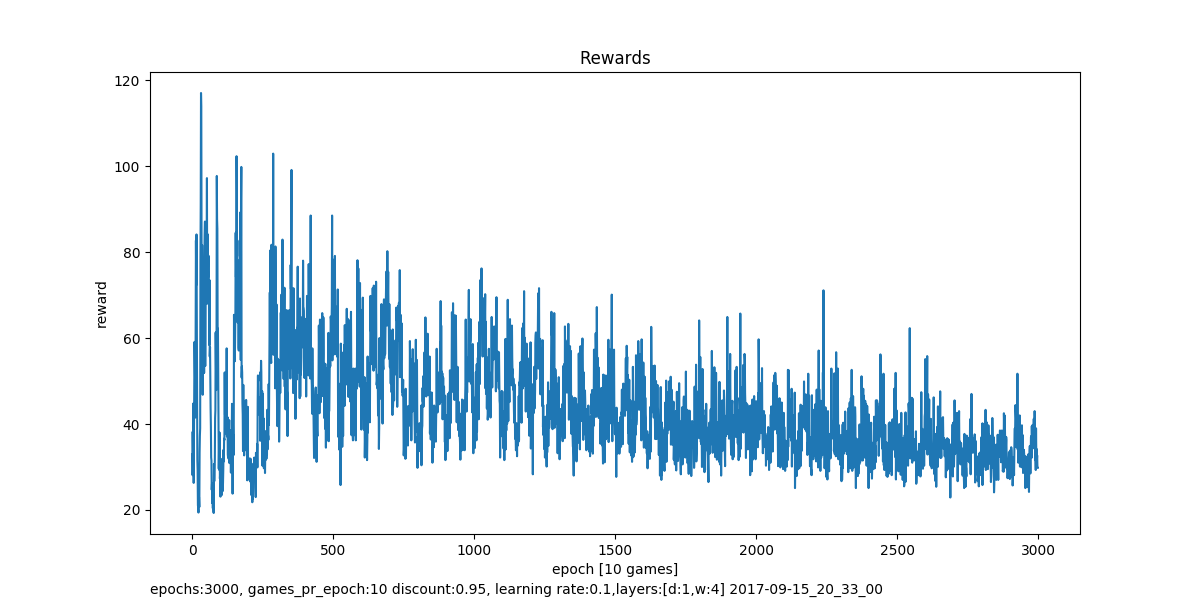 Rewards
120
100
80
60
40
20
reward
0 500 1000 1500 2000 2500 3000
epoch [10 games]
epochs:3000, games_pr_epoch:10 discount:0.95, learning rate:0.1,layers:[d:1,w:4] 2017-09-15_20_33_00